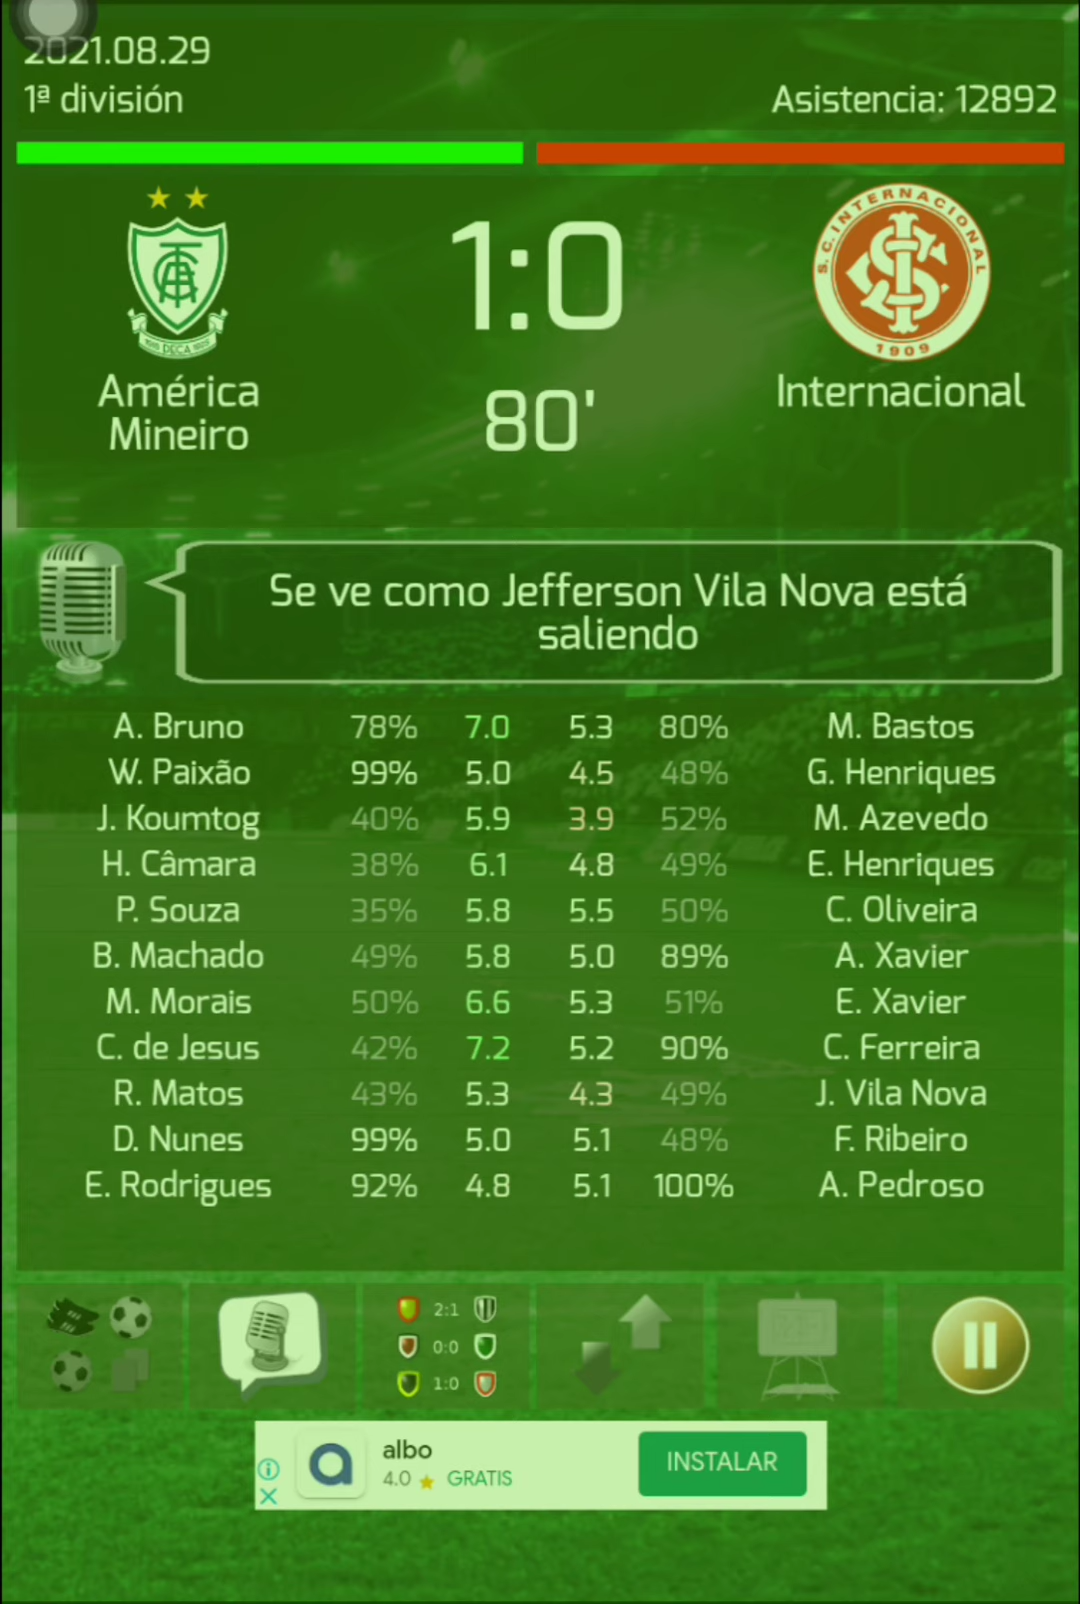 2021.08.29
1ª división
Asistencia: 12892
América
Mineiro
1:0
80'
S.C. INTERNACIONAL
1909
DECA
Internacional
Se ve como Jefferson Vila Nova está
saliendo
A. Bruno 78% 7.0 5.3 80% M. Bastos
W. Paixão 99% 5.0 4.5 48% G. Henriques
J. Koumtog 40% 5.9 3.9 52% M. Azevedo
H. Câmara 38% 6.1 4.8 49% E. Henriques
P. Souza 35% 5.8 5.5 50% C. Oliveira
B. Machado 49% 5.8 5.0 89% A. Xavier
M. Morais 50% 6.6 5.3 51% E. Xavier
C. de Jesus 42% 7.2 5.2 90% C. Ferreira
R. Matos 43% 5.3 4.3 49% J. Vila Nova
D. Nunes 99% 5.0 5.1 48% F. Ribeiro
E. Rodrigues 92% 4.8 5.1 100% A. Pedroso
2:1
0:0
1:0
albo
4.0 GRATIS
INSTALAR